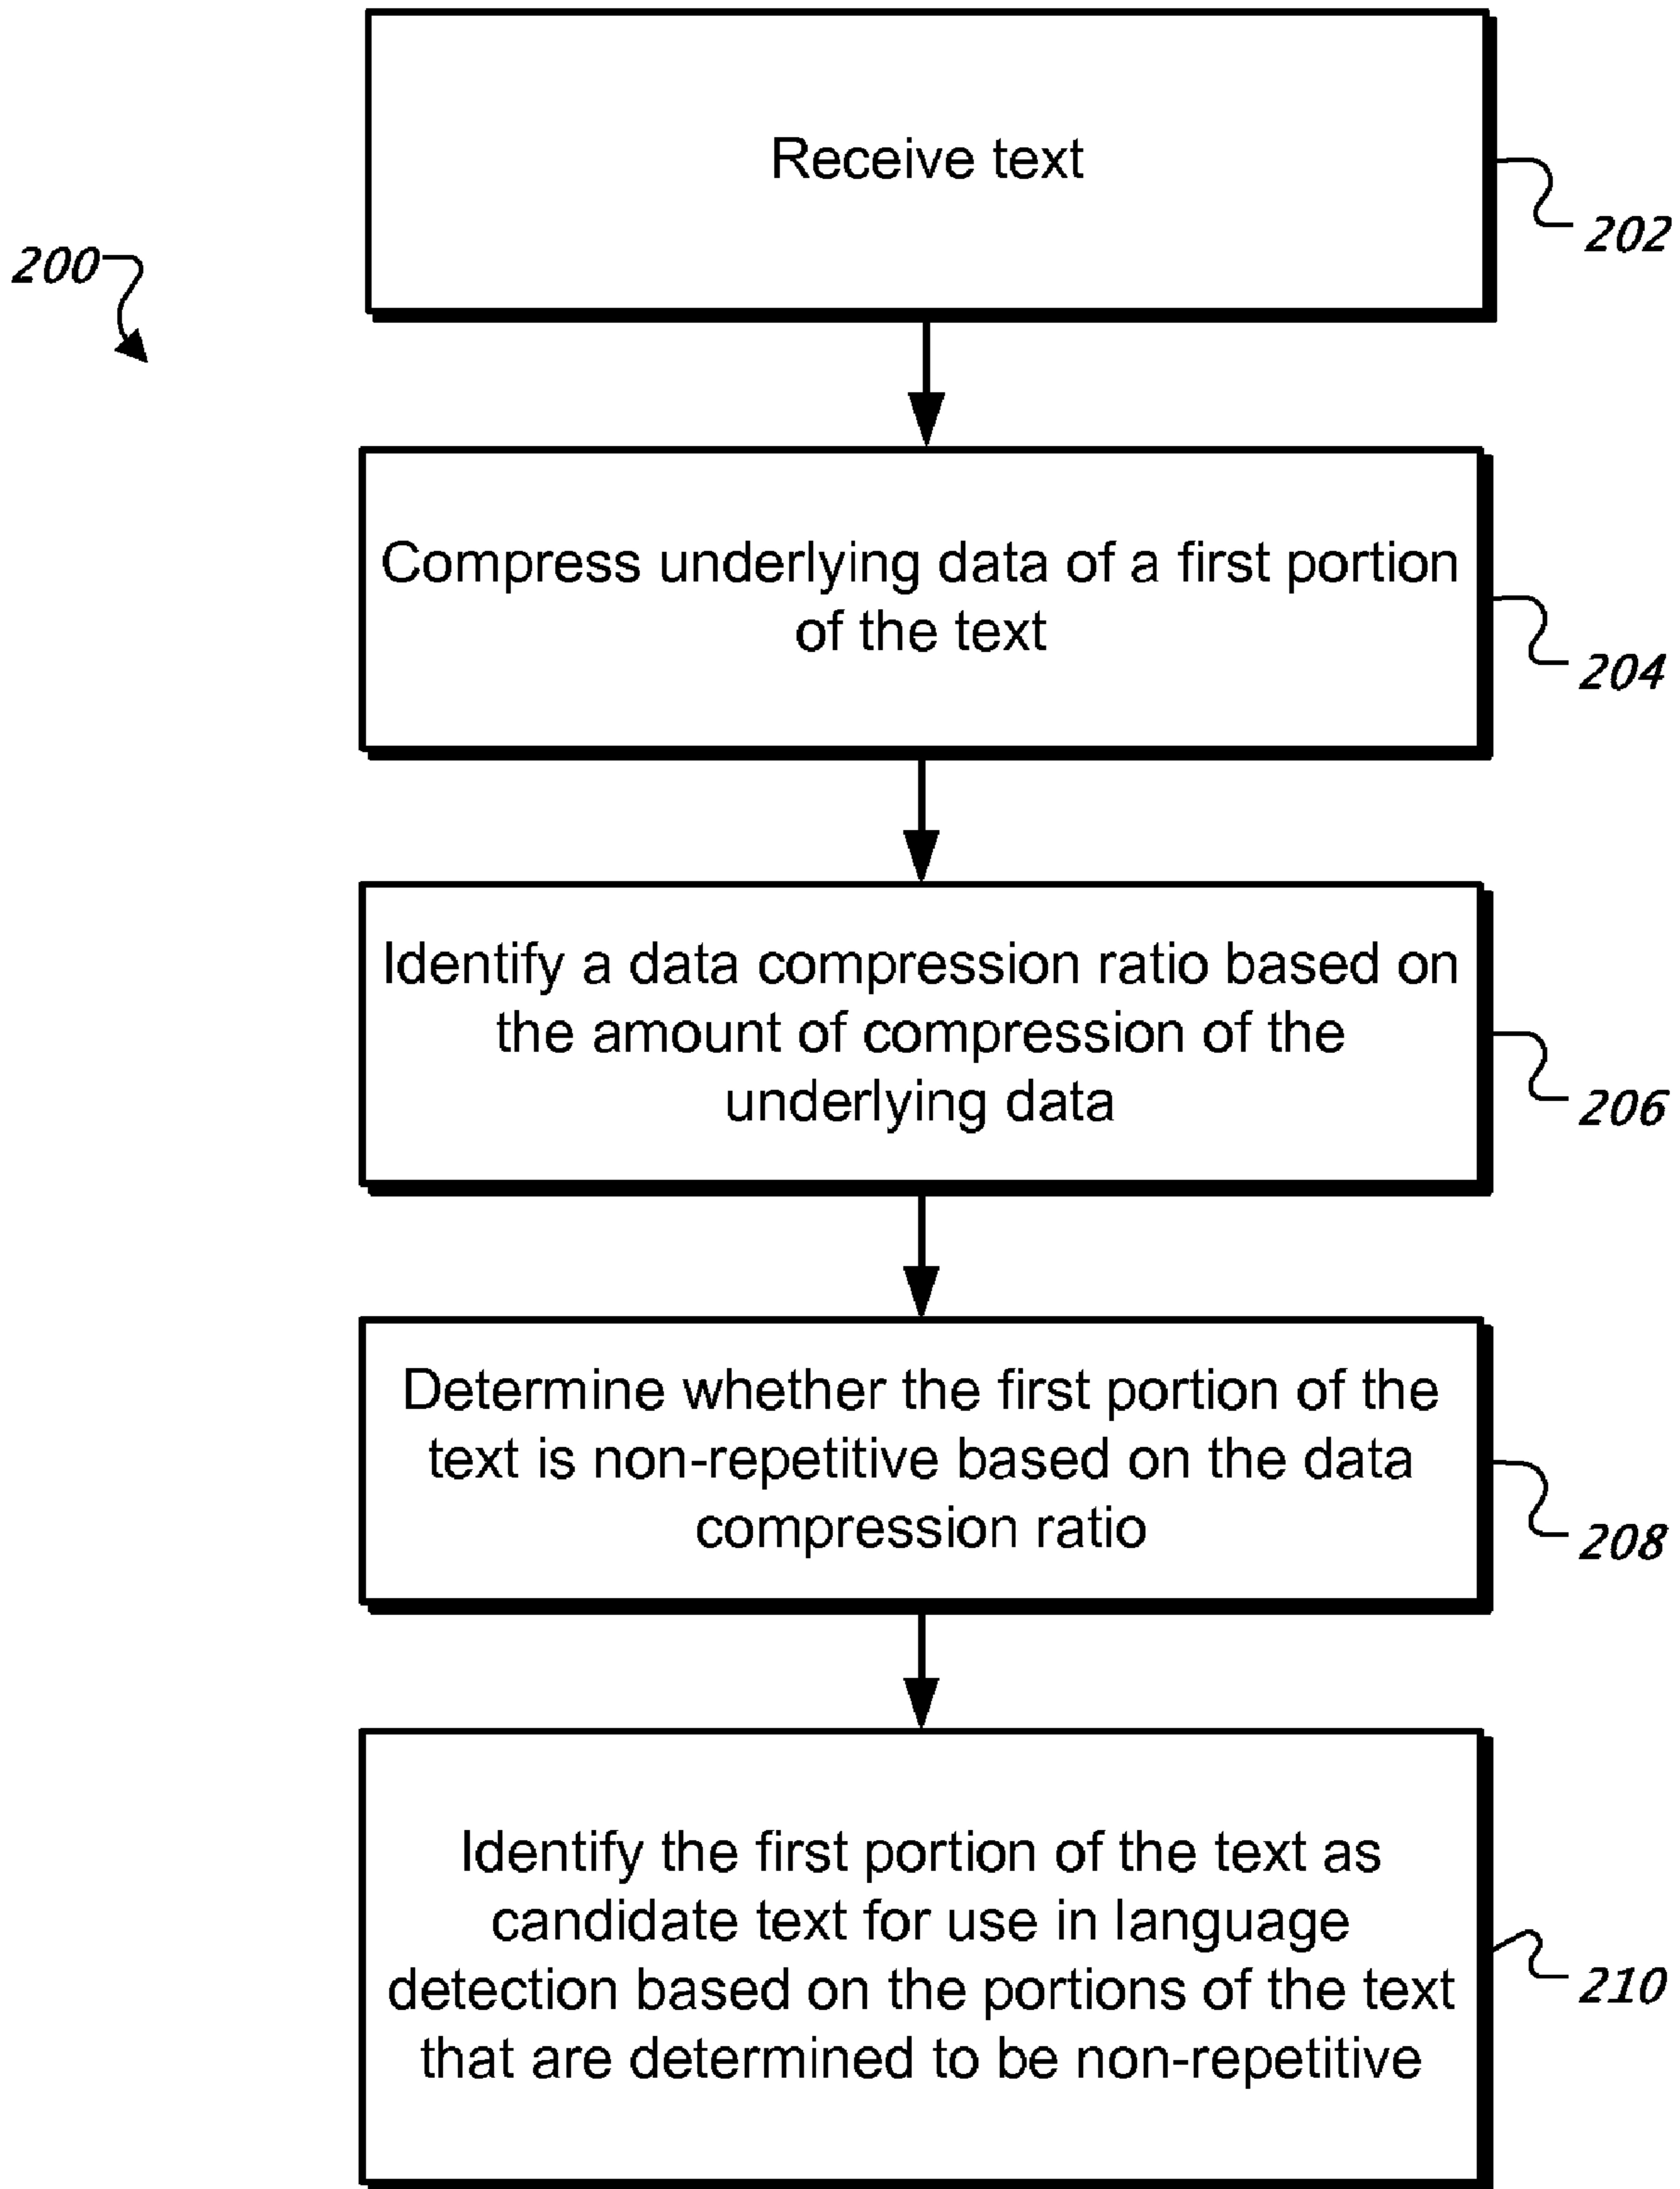 Receive text
202
200
Compress underlying data of a first portion
of the text
204
Identify a data compression ratio based on
the amount of compression of the
underlying data
206
Determine whether the first portion of the
text is non-repetitive based on the data
compression ratio
208
Identify the first portion of the text as
candidate text for use in language
detection based on the portions of the text
that are determined to be non-repetitive
210